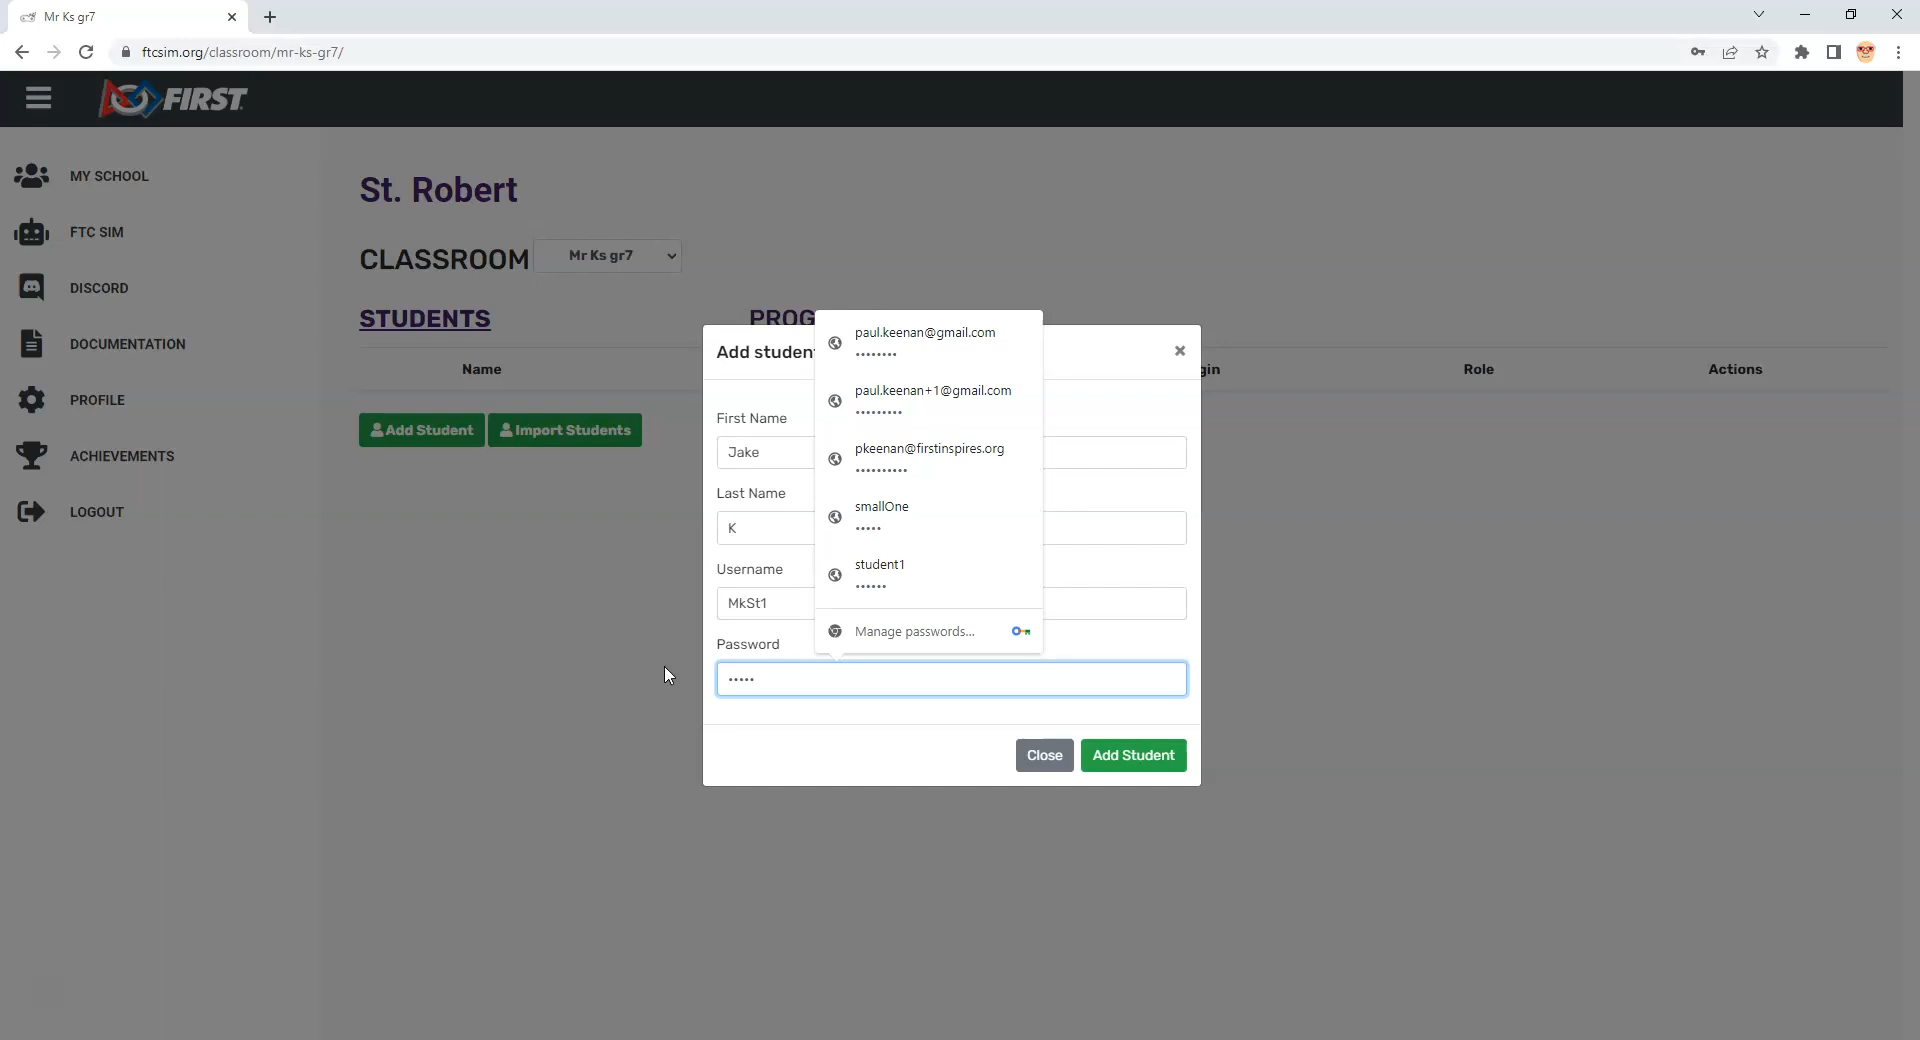 Mr Ks gr7
ftcsim.org/classroom/mr-ks-gr7/
FIRST
MY SCHOOL
FTC SIM
DISCORD
DOCUMENTATION
PROFILE
ACHIEVEMENTS
LOGOUT
St. Robert
CLASSROOM Mr Ks gr7
STUDENTS PROG
Name gin Role Actions
Add Student Import Students
Add studen
First Name
Jake
Last Name
K
Username
MkSt1
Password
•••••
paul.keenan@gmail.com
••••••••
paul.keenan+1@gmail.com
•••••••••
pkeenan@firstinspires.org
••••••••••
smallOne
•••••
student1
••••••
Manage passwords...
Close Add Student